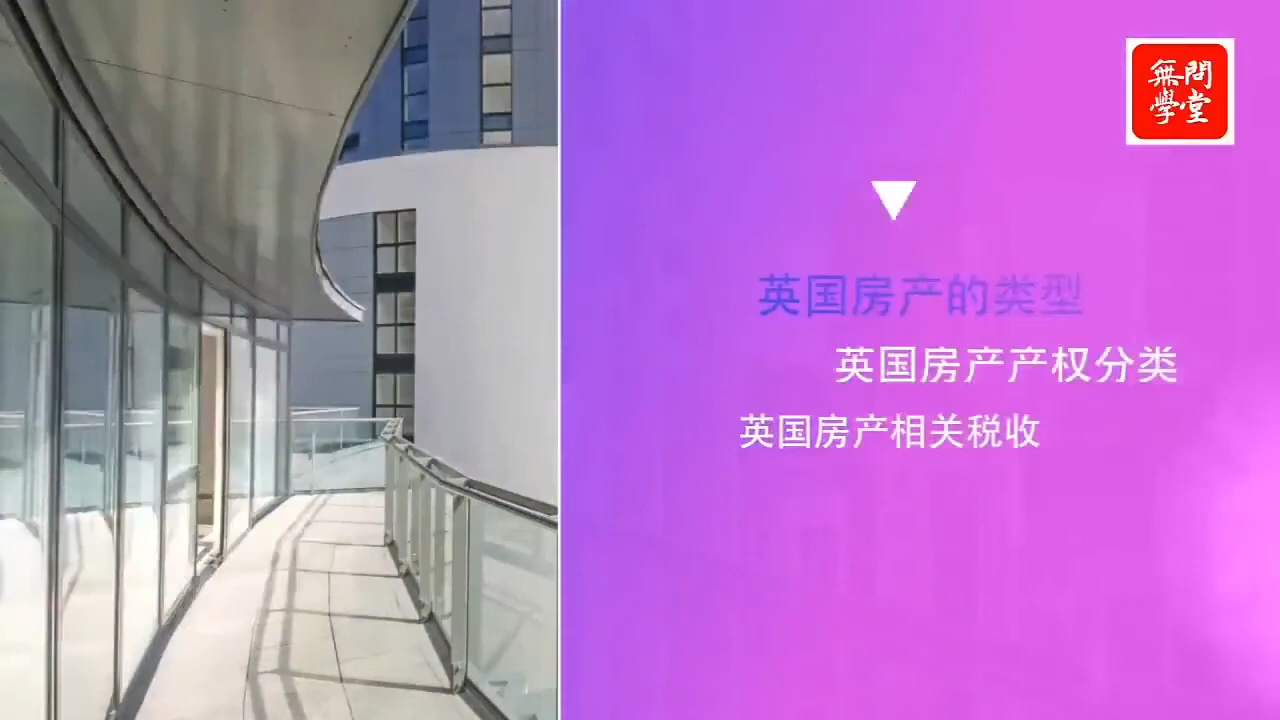 無問
學堂
英国房产的类型
英国房产产权分类
英国房产相关税收